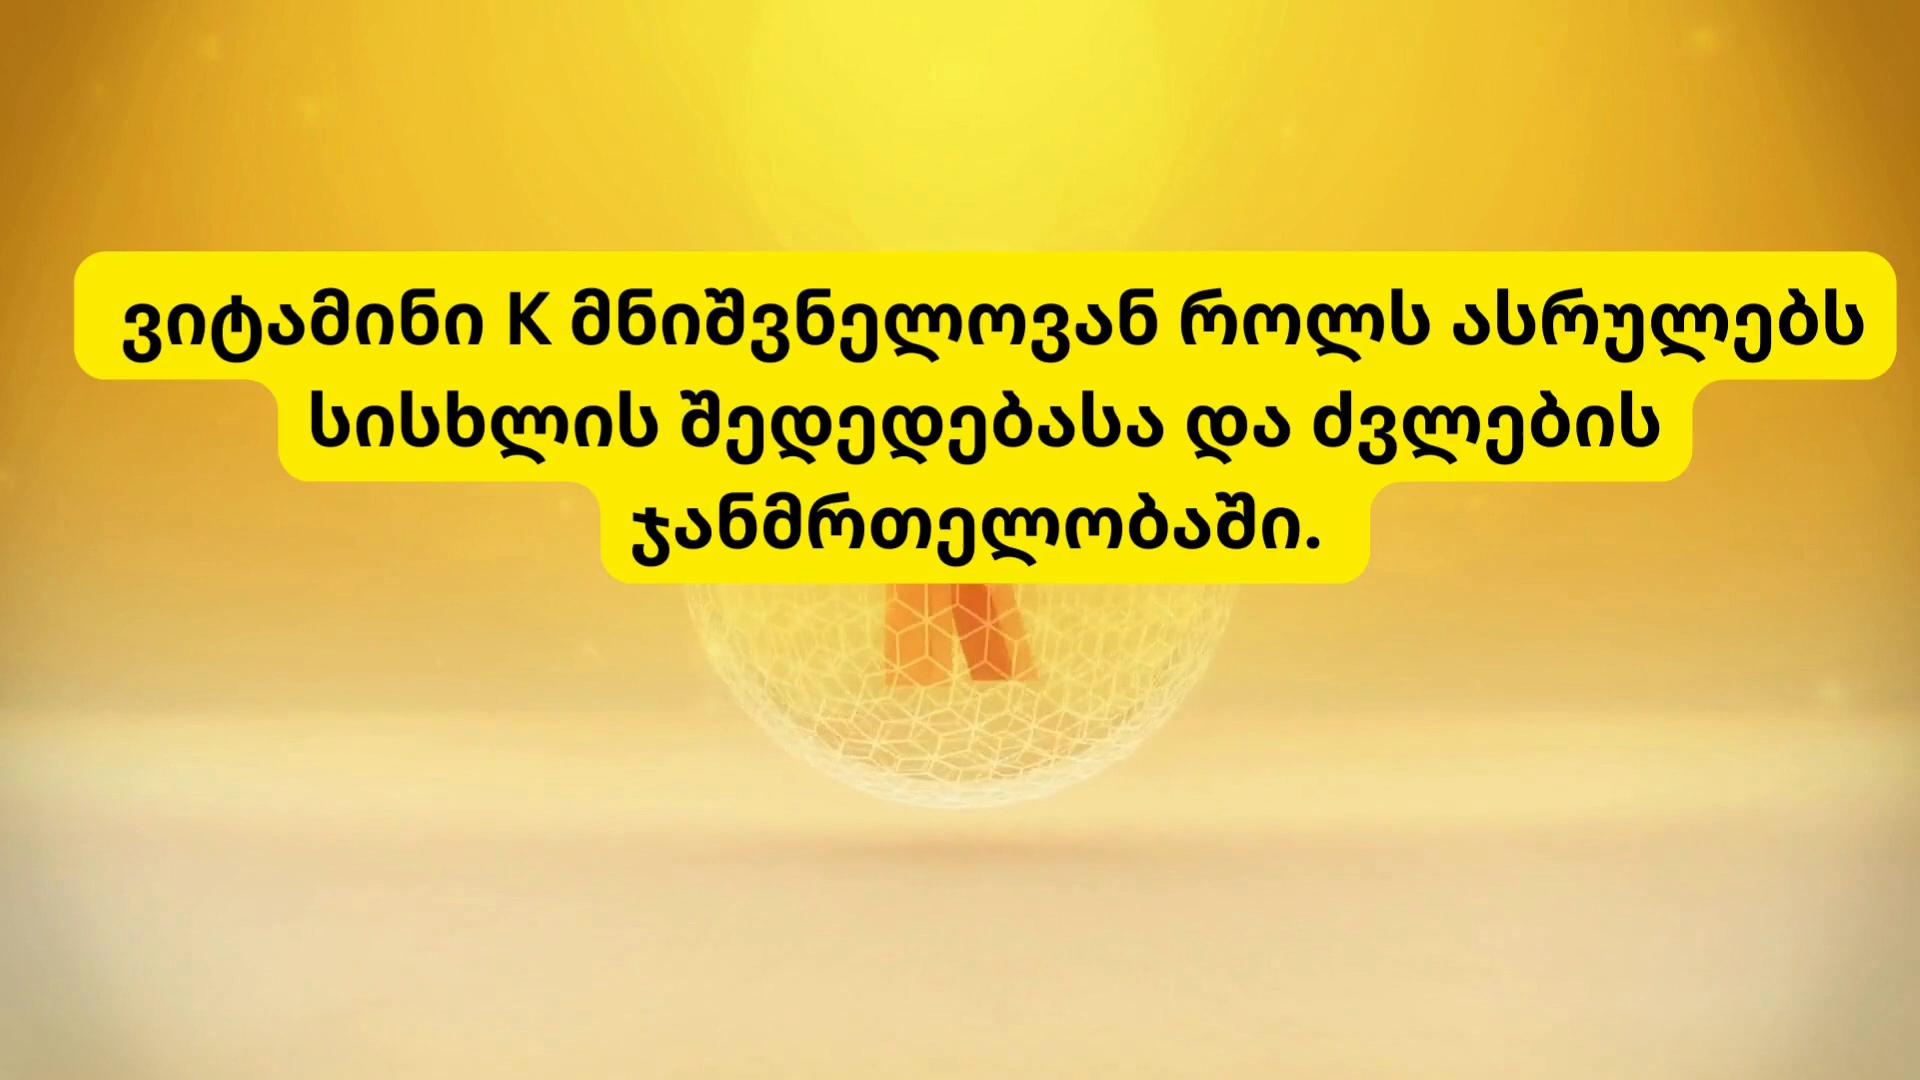 ვიტამინი K მნიშვნელოვან როლს ასრულებს
სისხლის შედედებასა და ძვლების
ჯანმრთელობაში.